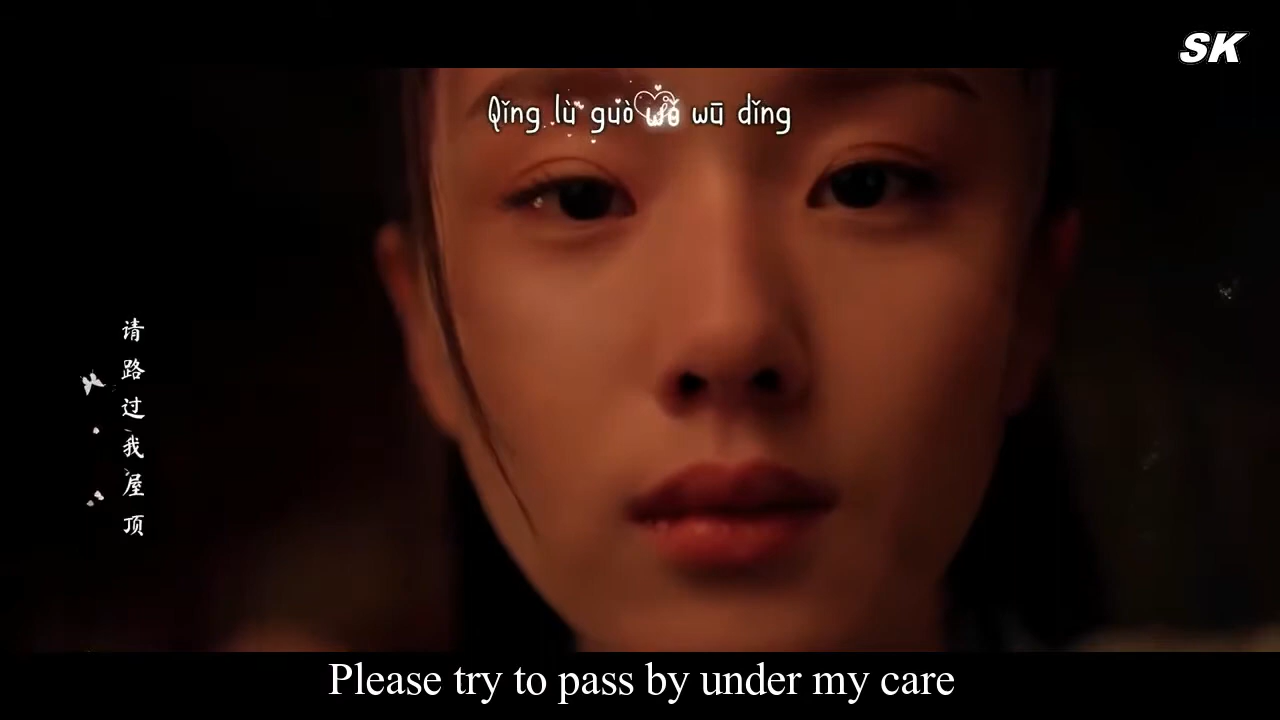 SK
Qǐng lù guò wǒ wū dǐng
请路过我屋顶
Please try to pass by under my care